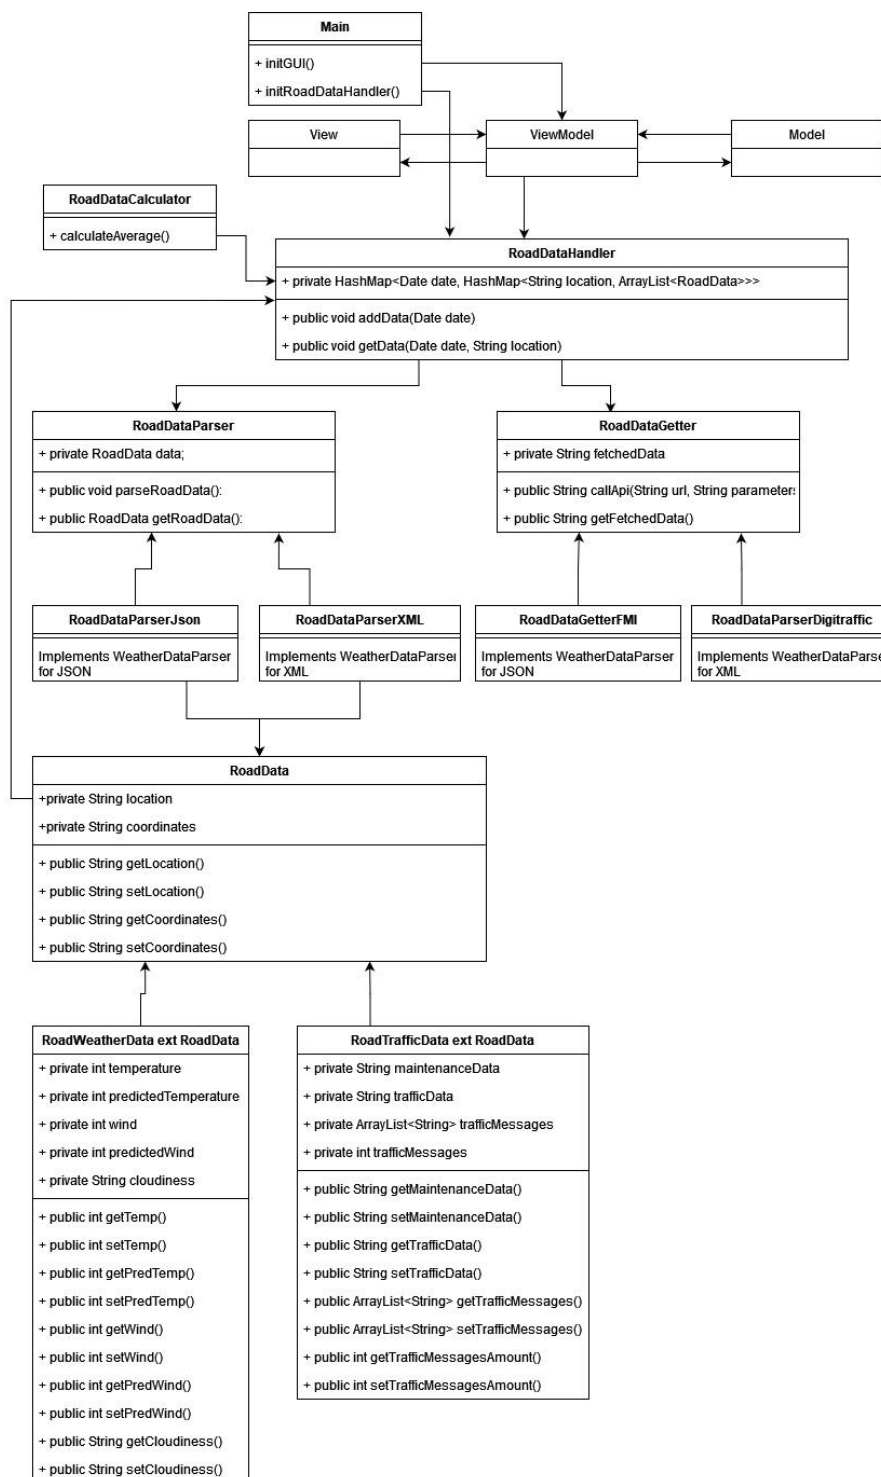 Main
+ initGUI()
+ initRoadDataHandler()
View
ViewModel
Model
RoadDataCalculator
+ calculateAverage()
RoadDataHandler
+ private HashMap<Date date, HashMap<String location, ArrayList<RoadData>>>
+ public void addData(Date date)
+ public void getData(Date date, String location)
RoadDataParser
+ private RoadData data;
+ public void parseRoadData():
+ public RoadData getRoadData():
RoadDataGetter
+ private String fetchedData
+ public String callApi(String url, String parameters
+ public String getFetchedData()
RoadDataParserJson
Implements WeatherDataParser
for JSON
RoadDataParserXML
Implements WeatherDataParser
for XML
RoadDataGetterFMI
Implements WeatherDataParser
for JSON
RoadDataParserDigitraffic
Implements WeatherDataParse
for XML
RoadData
+private String location
+private String coordinates
+ public String getLocation()
+ public String setLocation()
+ public String getCoordinates()
+ public String setCoordinates()
RoadWeatherData ext RoadData
+ private int temperature
+ private int predictedTemperature
+ private int wind
+ private int predictedWind
+ private String cloudiness
+ public int getTemp()
+ public int setTemp()
+ public int getPredTemp()
+ public int setPredTemp()
+ public int getWind()
+ public int setWind()
+ public int getPredWind()
+ public int setPredWind()
+ public String getCloudiness()
+ public String setCloudiness()
RoadTrafficData ext RoadData
+ private String maintenanceData
+ private String trafficData
+ private ArrayList<String> trafficMessages
+ private int trafficMessages
+ public String getMaintenanceData()
+ public String setMaintenanceData()
+ public String getTrafficData()
+ public String setTrafficData()
+ public ArrayList<String> getTrafficMessages()
+ public ArrayList<String> setTrafficMessages()
+ public int getTrafficMessagesAmount()
+ public int setTrafficMessagesAmount()